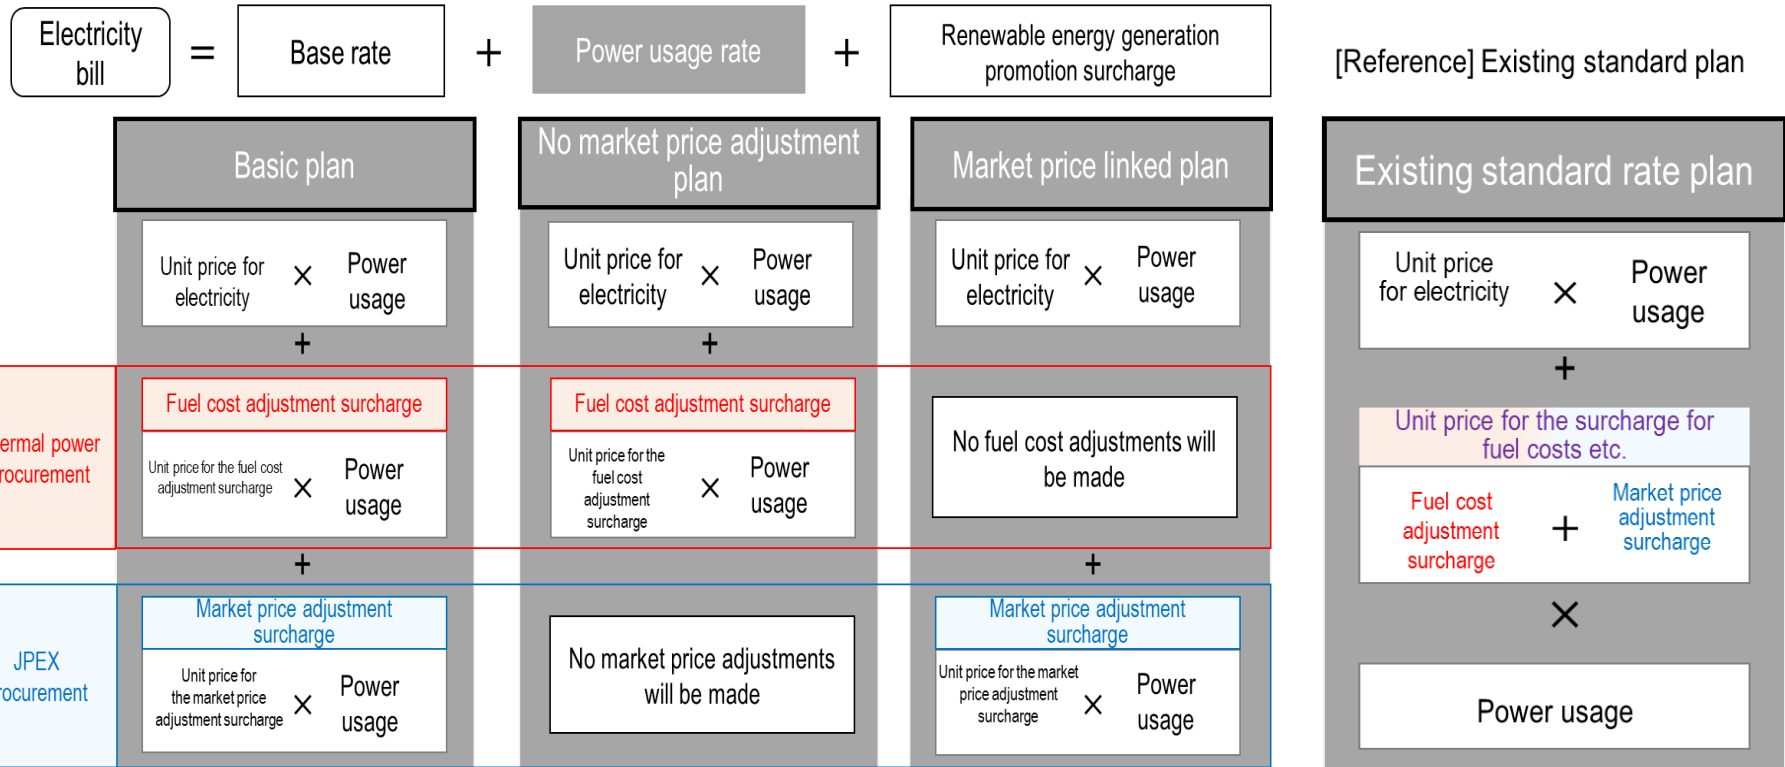 Electricity
bill
=
Base rate
+
Power usage rate
+
Renewable energy generation
promotion surcharge
[Reference] Existing standard plan
Basic plan
No market price adjustment
plan
Market price linked plan
Existing standard rate plan
Unit price for
electricity
×
Power
usage
Unit price for
electricity
×
Power
usage
Unit price for
electricity
×
Power
usage
Unit price
for electricity
×
Power
usage
+
+
+
ermal power
rocurement
Fuel cost adjustment surcharge
Unit price for the fuel cost
adjustment surcharge
×
Power
usage
Fuel cost adjustment surcharge
Unit price for the
fuel cost
adjustment
surcharge
×
Power
usage
No fuel cost adjustments will
be made
Unit price for the surcharge for
fuel costs etc.
Fuel cost
adjustment
surcharge
+
Market price
adjustment
surcharge
+
+
×
JPEX
rocurement
Market price adjustment
surcharge
Unit price for
the market price
adjustment surcharge
×
Power
usage
No market price adjustments
will be made
Market price adjustment
surcharge
Unit price for the market
price adjustment
surcharge
×
Power
usage
Power usage